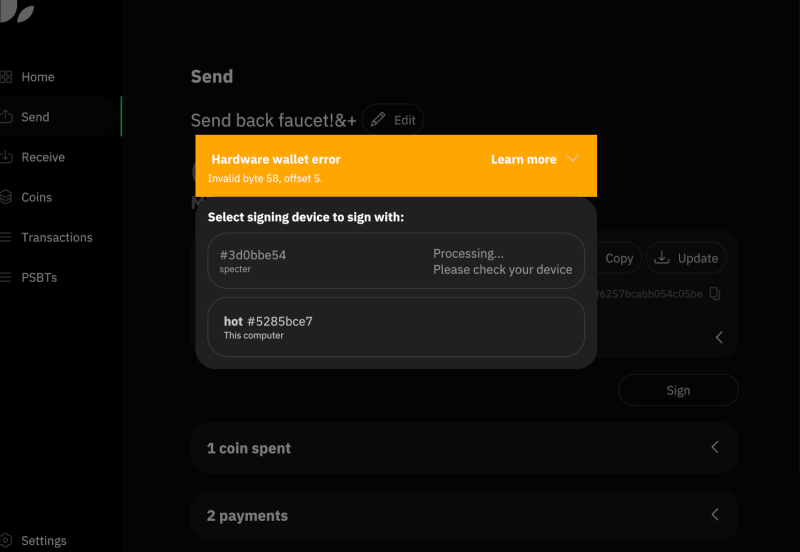 Home
Send
Receive
Coins
Transactions
PSBTs
Settings
Send
Send back faucet!&+ Edit
Hardware wallet error Learn more
Invalid byte 58, offset 5.
Select signing device to sign with:
#3d0bbe54 Processing...
specter Please check your device
hot #5285bce7
This computer
Copy Update
f6257bcabb054c05be
Sign
1 coin spent
2 payments